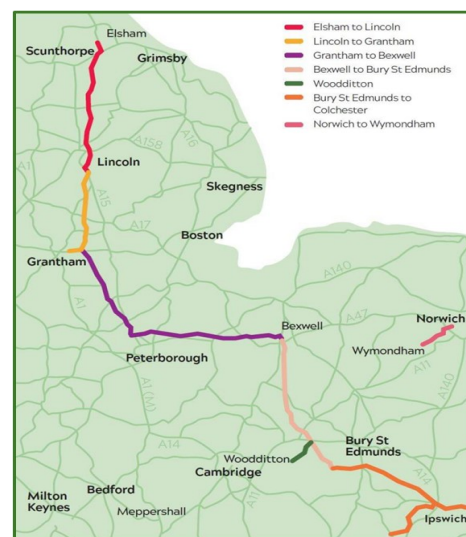 Elsham
Scunthorpe
Grimsby
Elsham to Lincoln
Lincoln to Grantham
Grantham to Bexwell
Bexwell to Bury St Edmunds
Woodditton
Bury St Edmunds to
Colchester
Norwich to Wymondham
A158
A16
A1
Lincoln
Skegness
A15
A17
Boston
Grantham
A1
A140
Bexwell
A47
Norwich
Wymondham
A11
Peterborough
A1(M)
A140
A14
Woodditton
Bury St
Edmunds
Cambridge
A14
Milton
Keynes
Bedford
Meppershall
A11
Ipswich